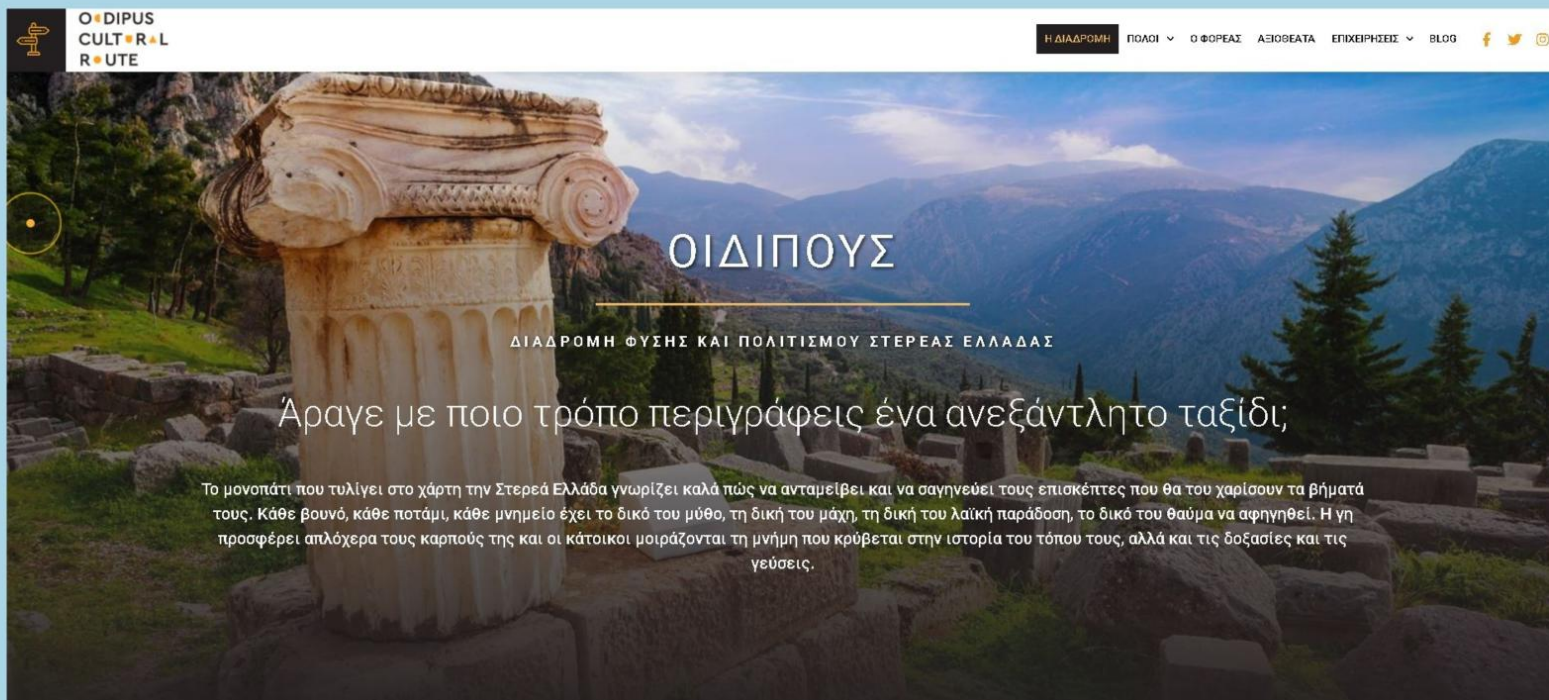 OEDIPUS
CULTURAL
ROUTE
Η ΔΙΑΔΡΟΜΗ ΠΟΛΟΙ Ο ΦΟΡΕΑΣ ΑΞΙΟΘΕΑΤΑ ΕΠΙΧΕΙΡΗΣΕΙΣ BLOG
ΟΙΔΙΠΟΥΣ
ΔΙΑΔΡΟΜΗ ΦΥΣΗΣ ΚΑΙ ΠΟΛΙΤΙΣΜΟΥ ΣΤΕΡΕΑΣ ΕΛΛΑΔΑΣ
Άραγε με ποιο τρόπο περιγράφεις ένα ανεξάντλητο ταξίδι;
Το μονοπάτι που τυλίγει στο χάρτη την Στερεά Ελλάδα γνωρίζει καλά πώς να ανταμείβει και να σαγηνεύει τους επισκέπτες που θα του χαρίσουν τα βήματά
τους. Κάθε βουνό, κάθε ποτάμι, κάθε μνημείο έχει το δικό του μύθο, τη δική του μάχη, τη δική του λαϊκή παράδοση, το δικό του θαύμα να αφηγηθεί. Η γη
προσφέρει απλόχερα τους καρπούς της και οι κάτοικοι μοιράζονται τη μνήμη που κρύβεται στην ιστορία του τόπου τους, αλλά και τις δοξασίες και τις
γεύσεις.